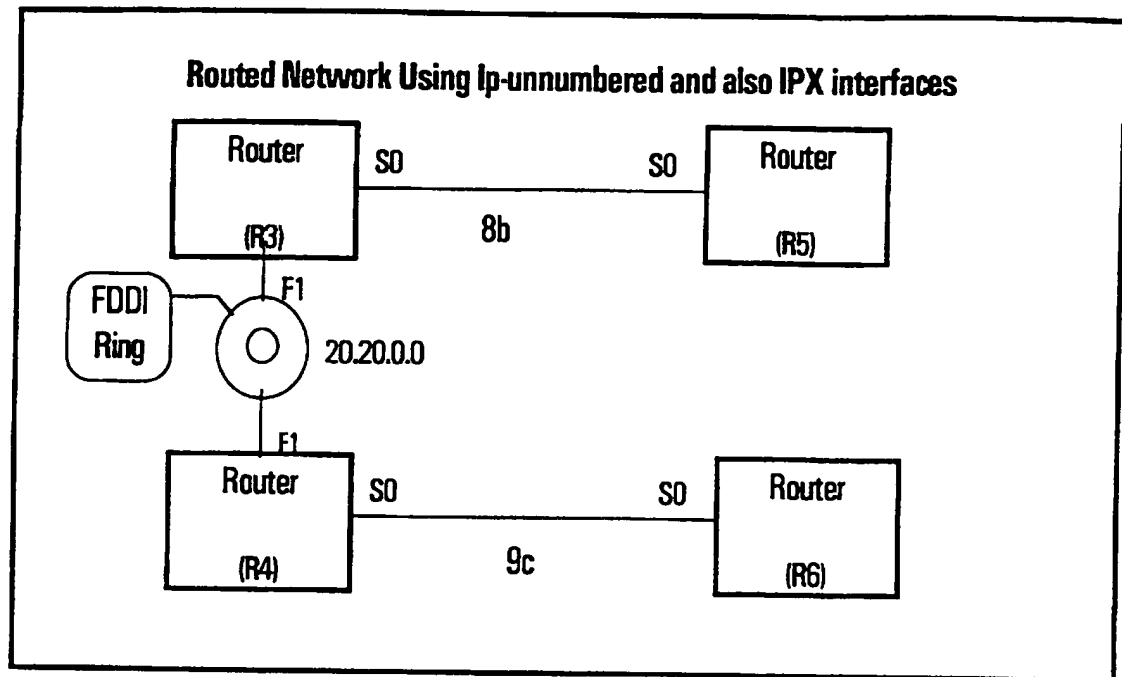 Routed Network Using Ip-unnumbered and also IPX interfaces
Router
S0
S0
Router
8b
(R3)
(R5)
F1
FDDI
Ring
20.20.0.0
F1
Router
S0
S0
Router
9c
(R4)
(R6)